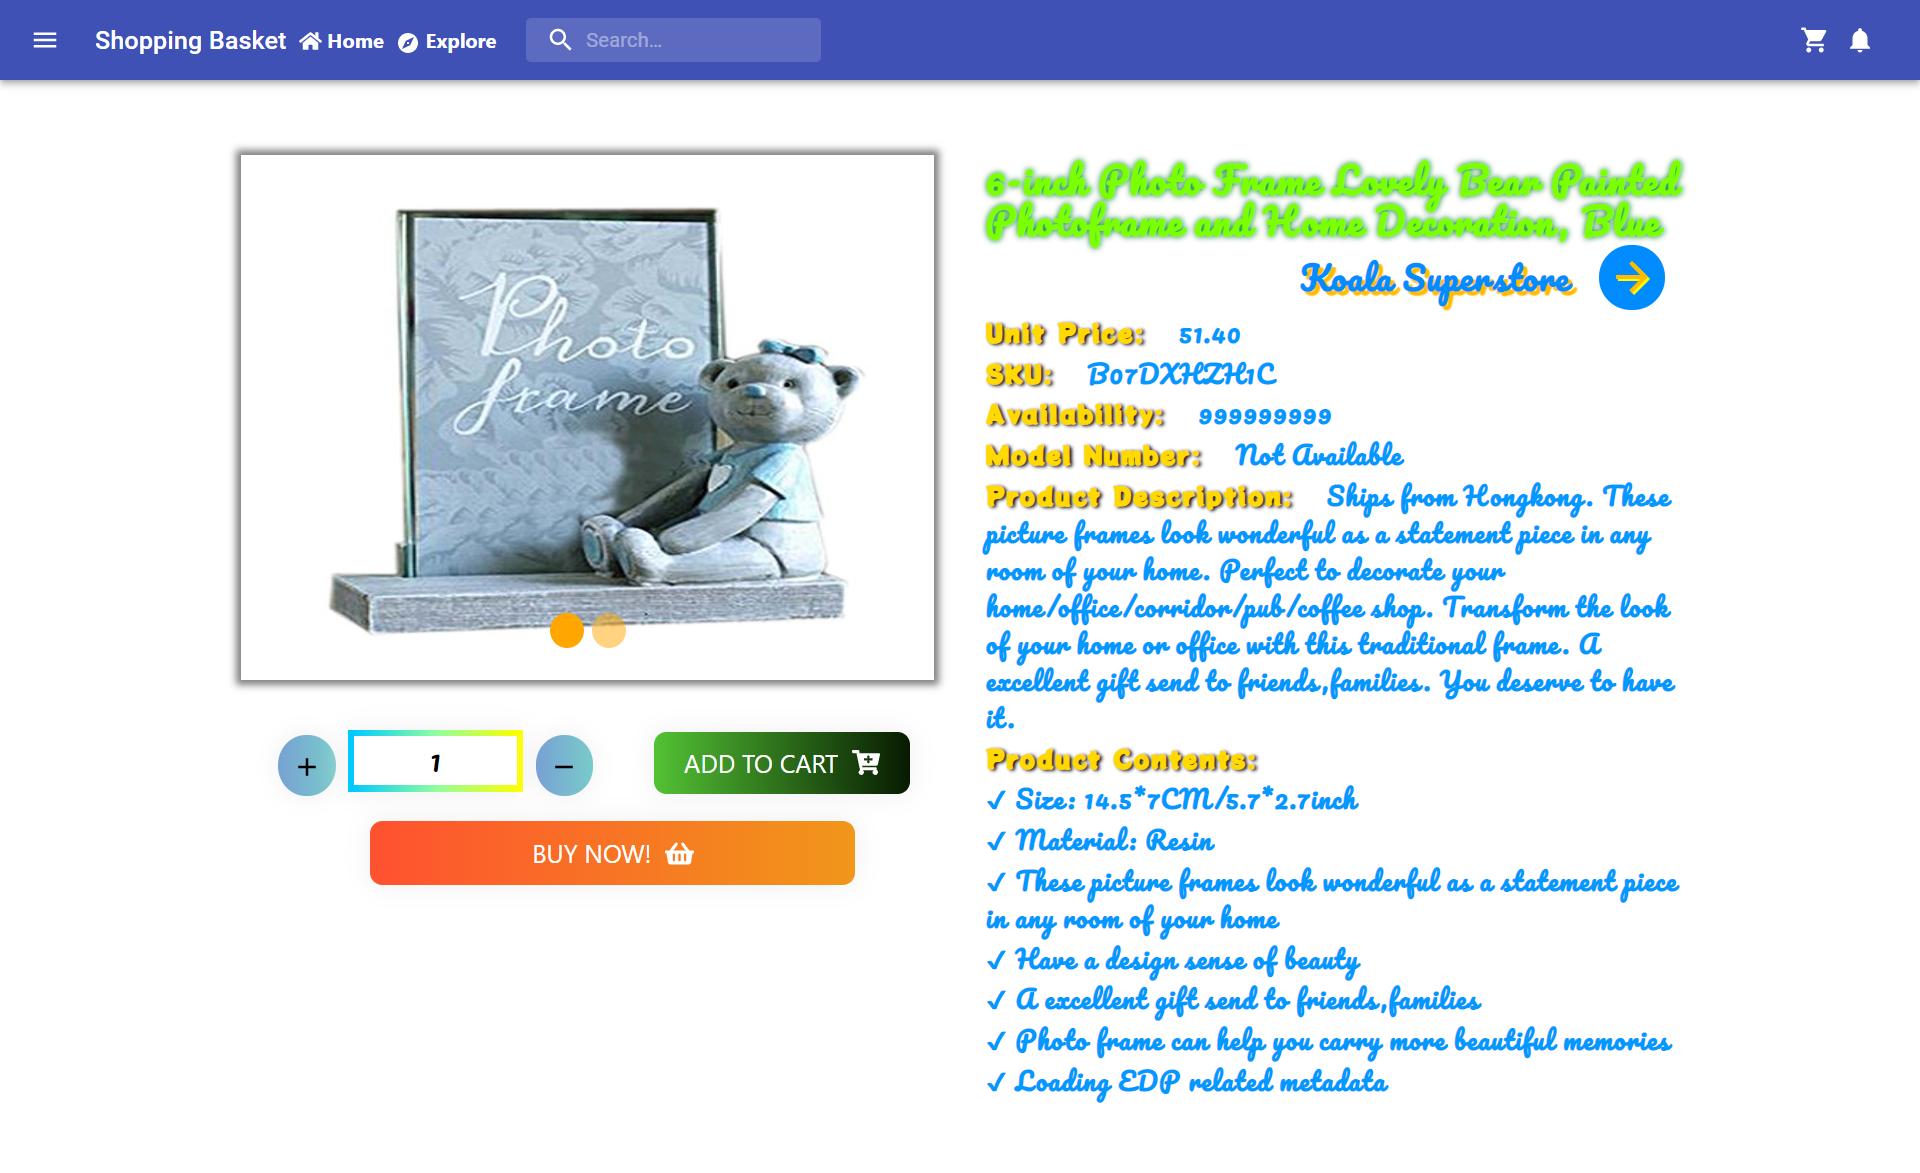 Shopping Basket Home Explore Search...
6-inch Photo Frame Lovely Bear Painted
Photoframe and Home Decoration, Blue
Koala Superstore
Photo
frame
Unit Price: 51.40
SKU: B07DXHZH1C
Availability: 999999999
Model Number: Not Available
Product Description: Ships from Hongkong. These
picture frames look wonderful as a statement piece in any
room of your home. Perfect to decorate your
home/office/corridor/pub/coffee shop. Transform the look
of your home or office with this traditional frame. A
excellent gift send to friends,families. You deserve to have
it.
Product Contents:
✓ Size: 14.5*7CM/5.7*2.7inch
✓ Material: Resin
✓ These picture frames look wonderful as a statement piece
in any room of your home
✓ Have a design sense of beauty
✓ A excellent gift send to friends,families
✓ Photo frame can help you carry more beautiful memories
✓ Loading EDP related metadata
+ 1 −
ADD TO CART
BUY NOW!